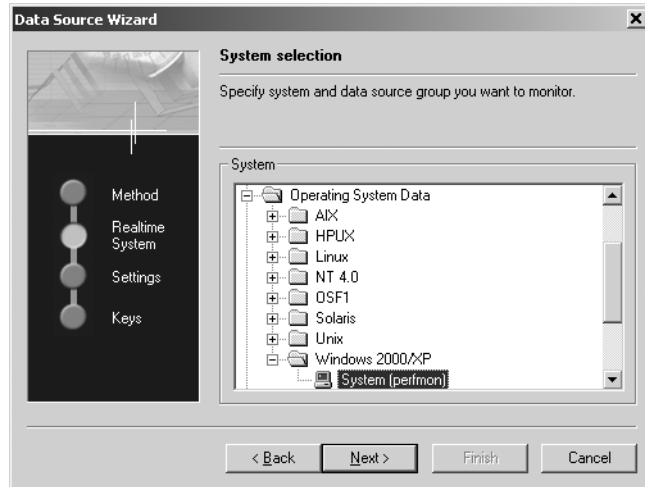 Data Source Wizard
System selection
Specify system and data source group you want to monitor.
Method
Realtime
System
Settings
Keys
System
Operating System Data
AIX
HPUX
Linux
NT 4.0
OSF1
Solaris
Unix
Windows 2000/XP
System (perfmon)
< Back
Next >
Finish
Cancel